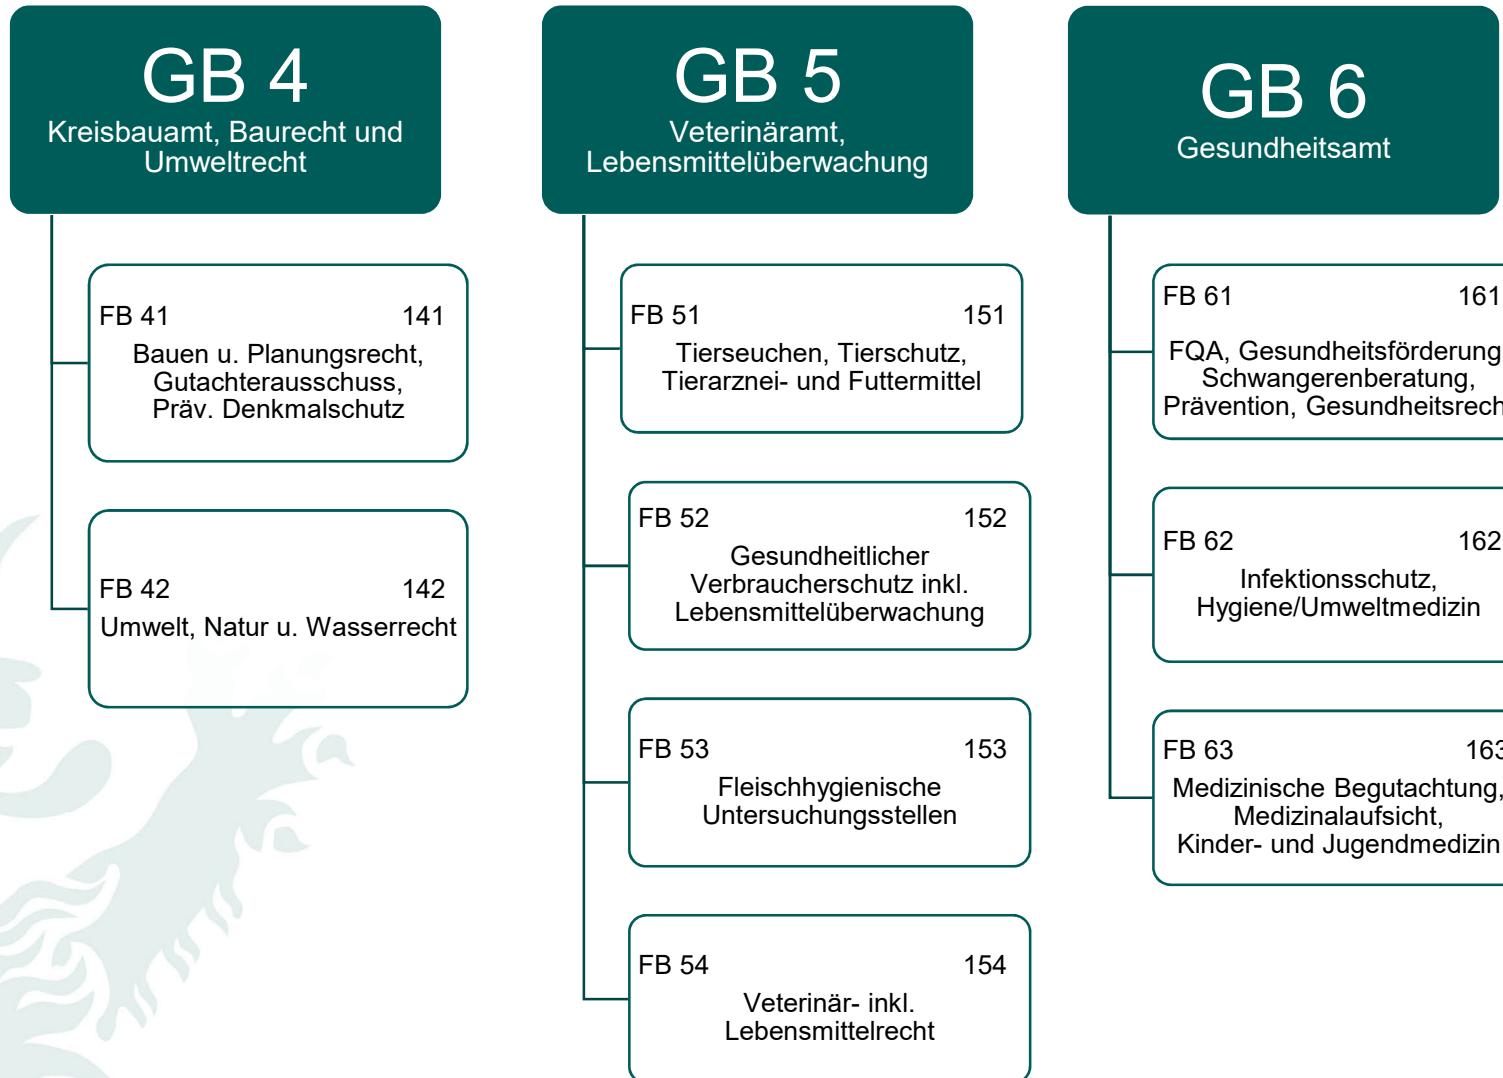 GB 4
Kreisbauamt, Baurecht und
Umweltrecht
FB 41 141
Bauen u. Planungsrecht,
Gutachterausschuss,
Präv. Denkmalschutz
FB 42 142
Umwelt, Natur u. Wasserrecht
GB 5
Veterinäramt,
Lebensmittelüberwachung
FB 51 151
Tierseuchen, Tierschutz,
Tierarznei- und Futtermittel
FB 52 152
Gesundheitlicher
Verbraucherschutz inkl.
Lebensmittelüberwachung
FB 53 153
Fleischhygienische
Untersuchungsstellen
FB 54 154
Veterinär- inkl.
Lebensmittelrecht
GB 6
Gesundheitsamt
FB 61 161
FQA, Gesundheitsförderung
Schwangerenberatung,
Prävention, Gesundheitsrech
FB 62 162
Infektionsschutz,
Hygiene/Umweltmedizin
FB 63 163
Medizinische Begutachtung,
Medizinalaufsicht,
Kinder- und Jugendmedizin